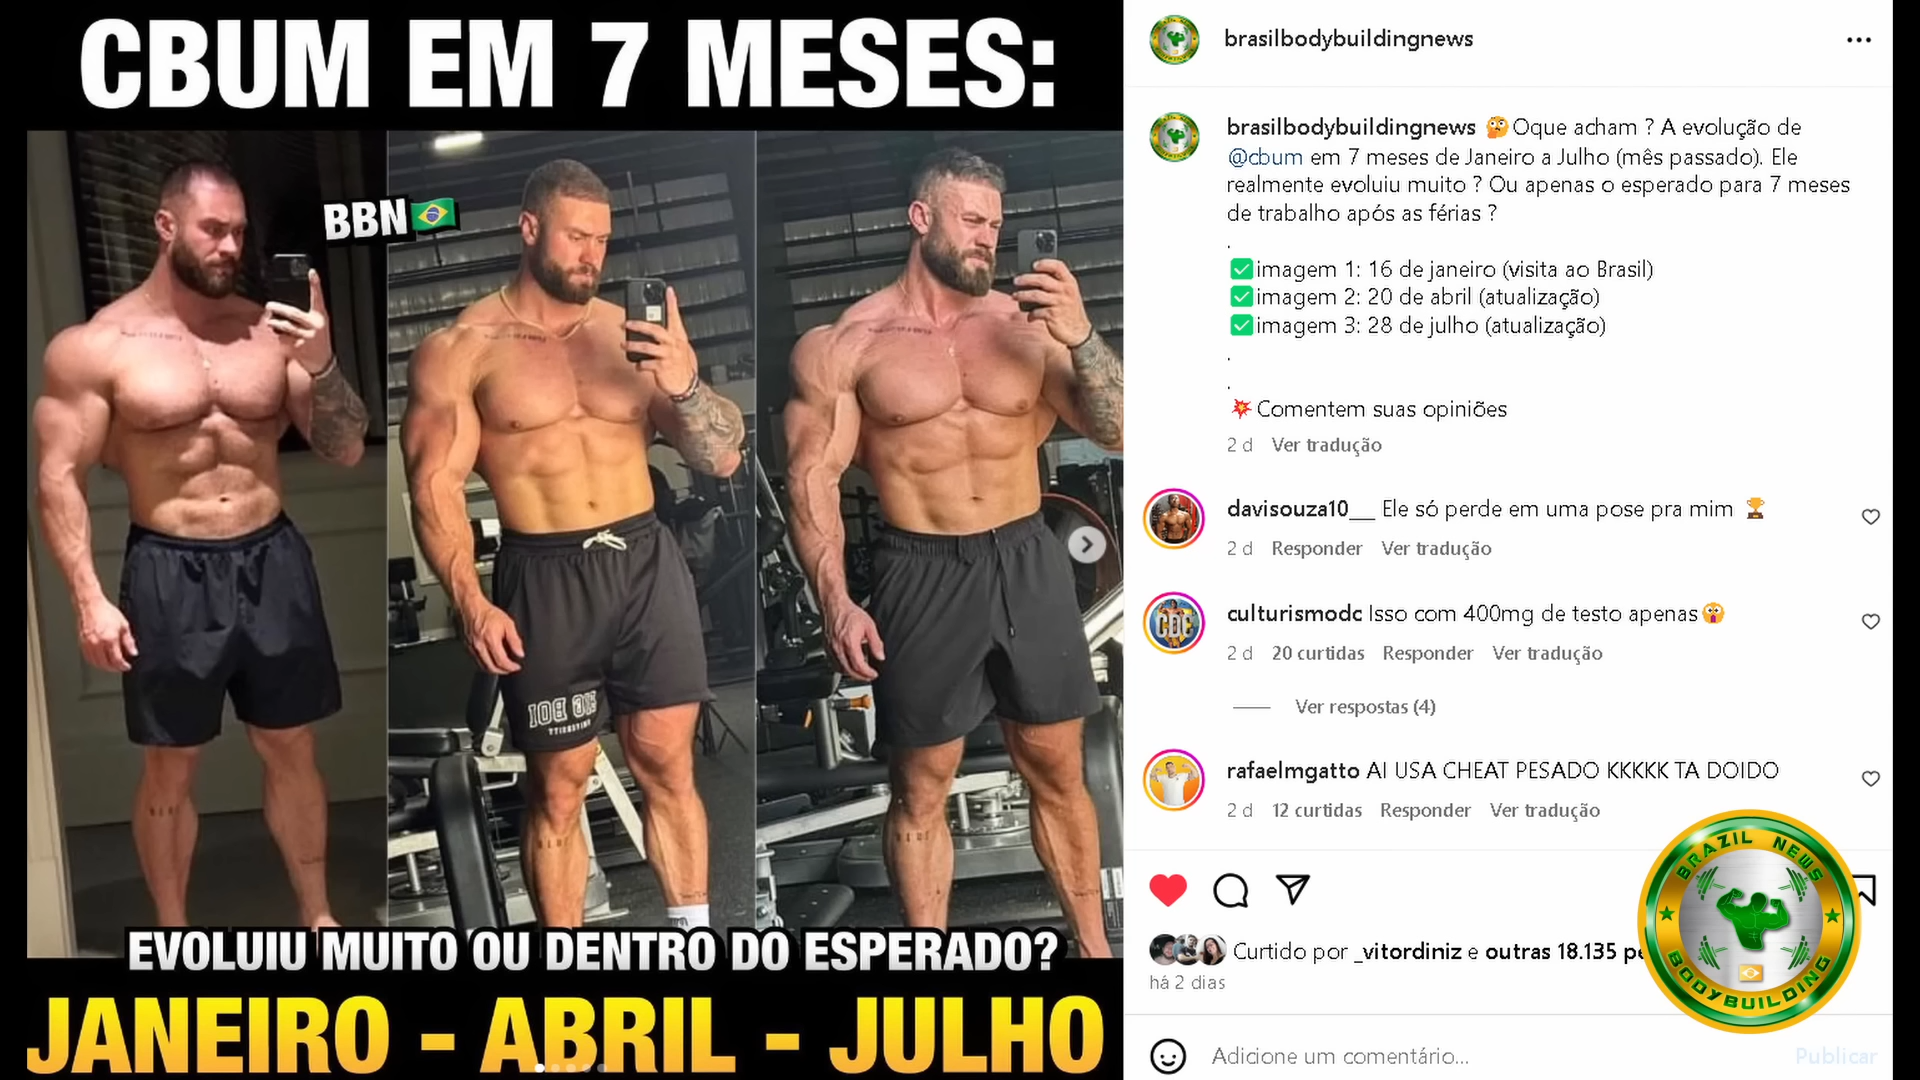 CBUM EM 7 MESES:
BBN
EVOLUIU MUITO OU DENTRO DO ESPERADO?
JANEIRO - ABRIL - JULHO
brasilbodybuildingnews
brasilbodybuildingnews 🤔Oque acham ? A evolução de
@cbum em 7 meses de Janeiro a Julho (mês passado). Ele
realmente evoluiu muito ? Ou apenas o esperado para 7 meses
de trabalho após as férias ?
.
✅imagem 1: 16 de janeiro (visita ao Brasil)
✅imagem 2: 20 de abril (atualização)
✅imagem 3: 28 de julho (atualização)
.
.
💥Comentem suas opiniões
2 d Ver tradução
davisouza10__ Ele só perde em uma pose pra mim 🏆
2 d Responder Ver tradução
culturismodc Isso com 400mg de testo apenas😱
2 d 20 curtidas Responder Ver tradução
Ver respostas (4)
rafaelmgatto AI USA CHEAT PESADO KKKKK TA DOIDO
2 d 12 curtidas Responder Ver tradução
Curtido por _vitordiniz e outras 18.135 pe
há 2 dias
Adicione um comentário...
Publicar
BRAZIL NEWS
BODYBUILDING
CDC